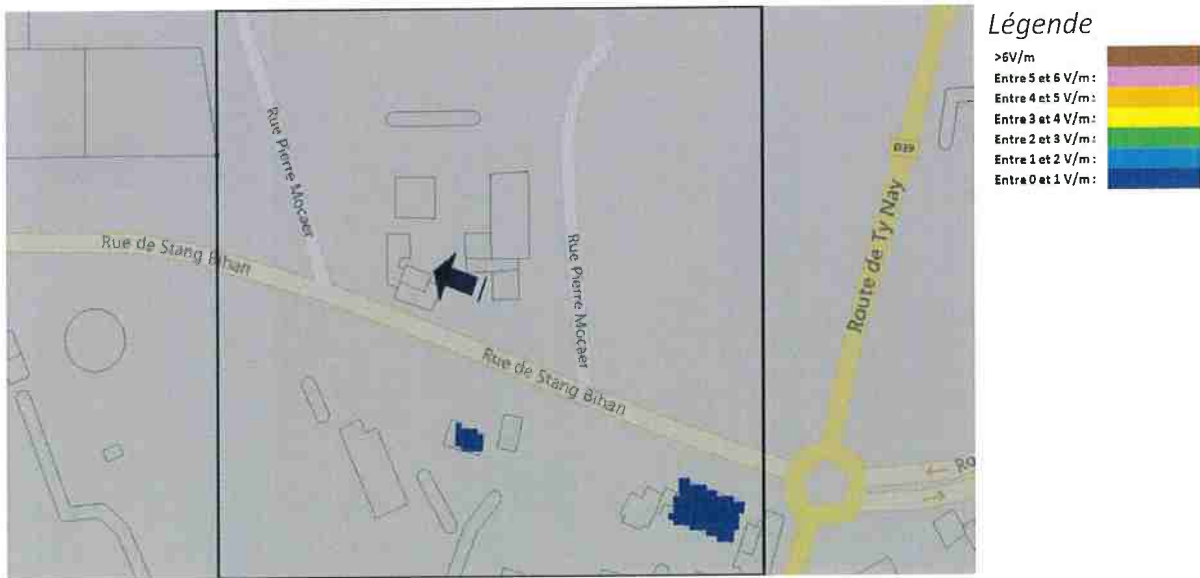 Légende
>6V/m
Entre 5 et 6 V/m :
Entre 4 et 5 V/m :
Entre 3 et 4 V/m :
Entre 2 et 3 V/m :
Entre 1 et 2 V/m :
Entre 0 et 1 V/m :
Rue Pierre Mocaer
D39
Route de Ty Nay
Rue de Stang Bihan
Rue Pierre Mocaer
Rue de Stang Bihan
Ro